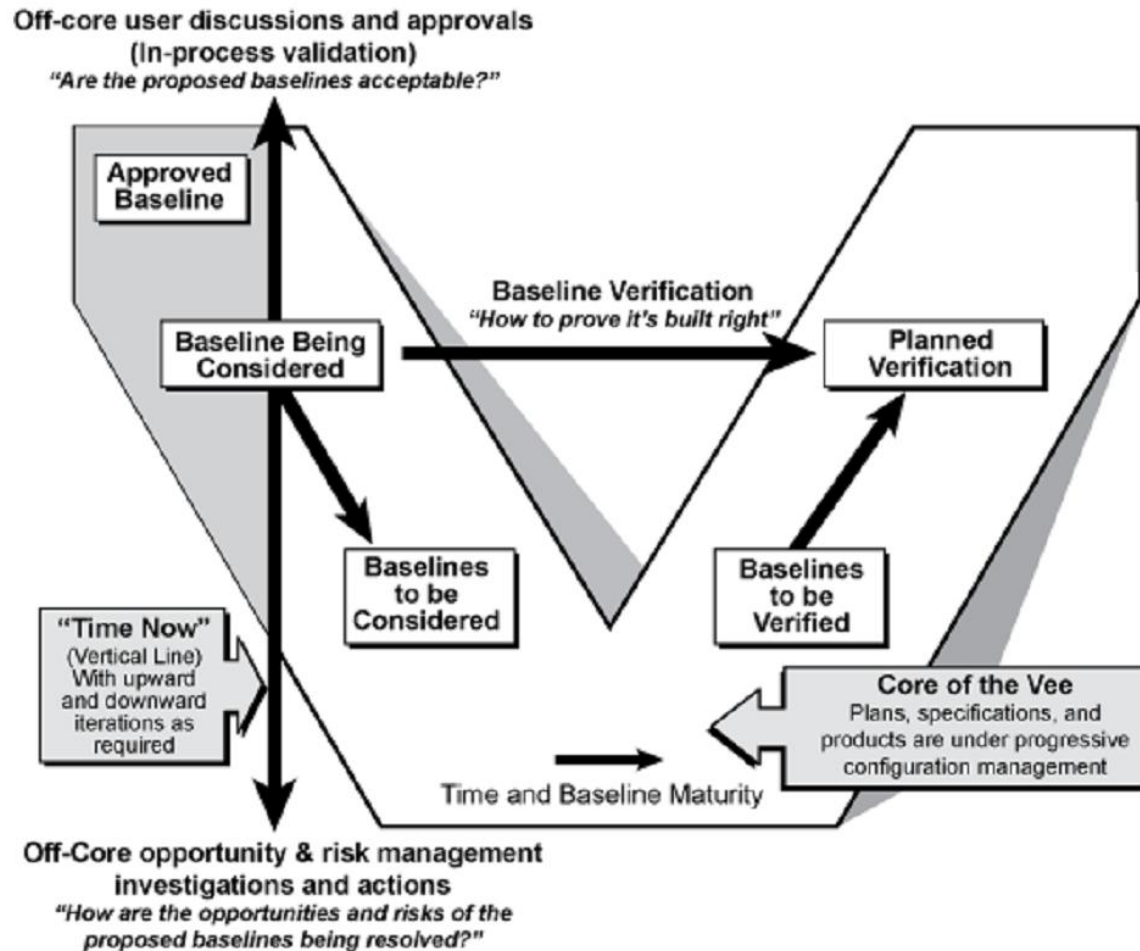 Off-core user discussions and approvals
(In-process validation)
"Are the proposed baselines acceptable?"
Approved
Baseline
Baseline Verification
"How to prove it's built right"
Baseline Being
Considered
Planned
Verification
Baselines
to be
Considered
Baselines
to be
Verified
“Time Now”
(Vertical Line)
With upward
and downward
iterations as
required
Core of the Vee
Plans, specifications, and
products are under progressive
configuration management
Time and Baseline Maturity
Off-Core opportunity & risk management
investigations and actions
"How are the opportunities and risks of the
proposed baselines being resolved?"